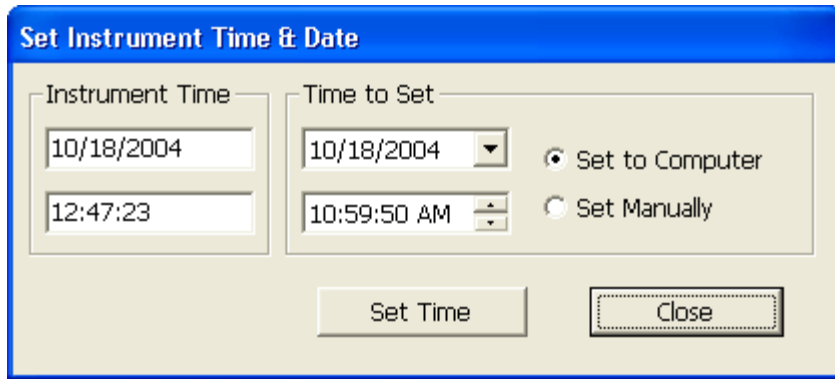 Set Instrument Time & Date
Instrument Time
10/18/2004
12:47:23
Time to Set
10/18/2004
10:59:50 AM
Set to Computer
Set Manually
Set Time
Close